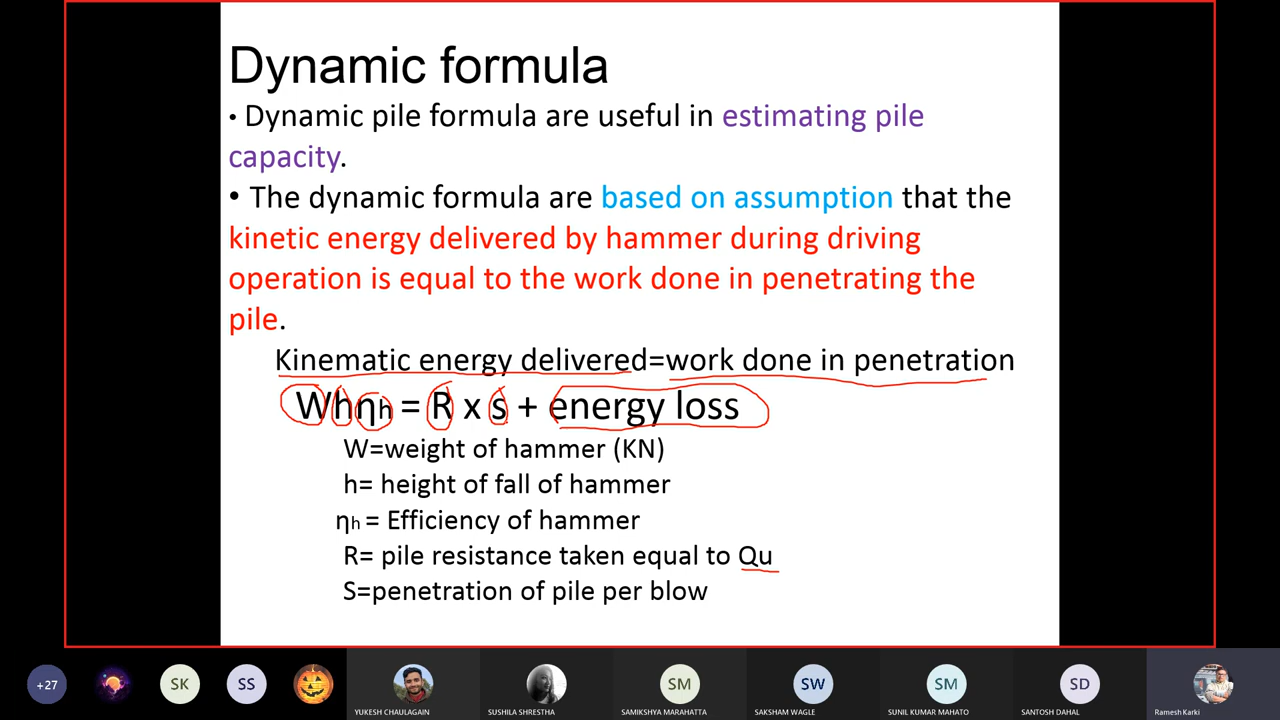 Dynamic formula
• Dynamic pile formula are useful in estimating pile
capacity.
• The dynamic formula are based on assumption that the
kinetic energy delivered by hammer during driving
operation is equal to the work done in penetrating the
pile.
Kinematic energy delivered=work done in penetration
Whηh = R x s + energy loss
W=weight of hammer (KN)
h= height of fall of hammer
ηh = Efficiency of hammer
R= pile resistance taken equal to Qu
S=penetration of pile per blow
+27 SK SS SM SW SM SD
YUKESH CHAULAGAIN SUSHILA SHRESTHA SAMIKSHYA MARAHATTA SAKSHAM WAGLE SUNIL KUMAR MAHATO SANTOSH DAHAL Ramesh Karki